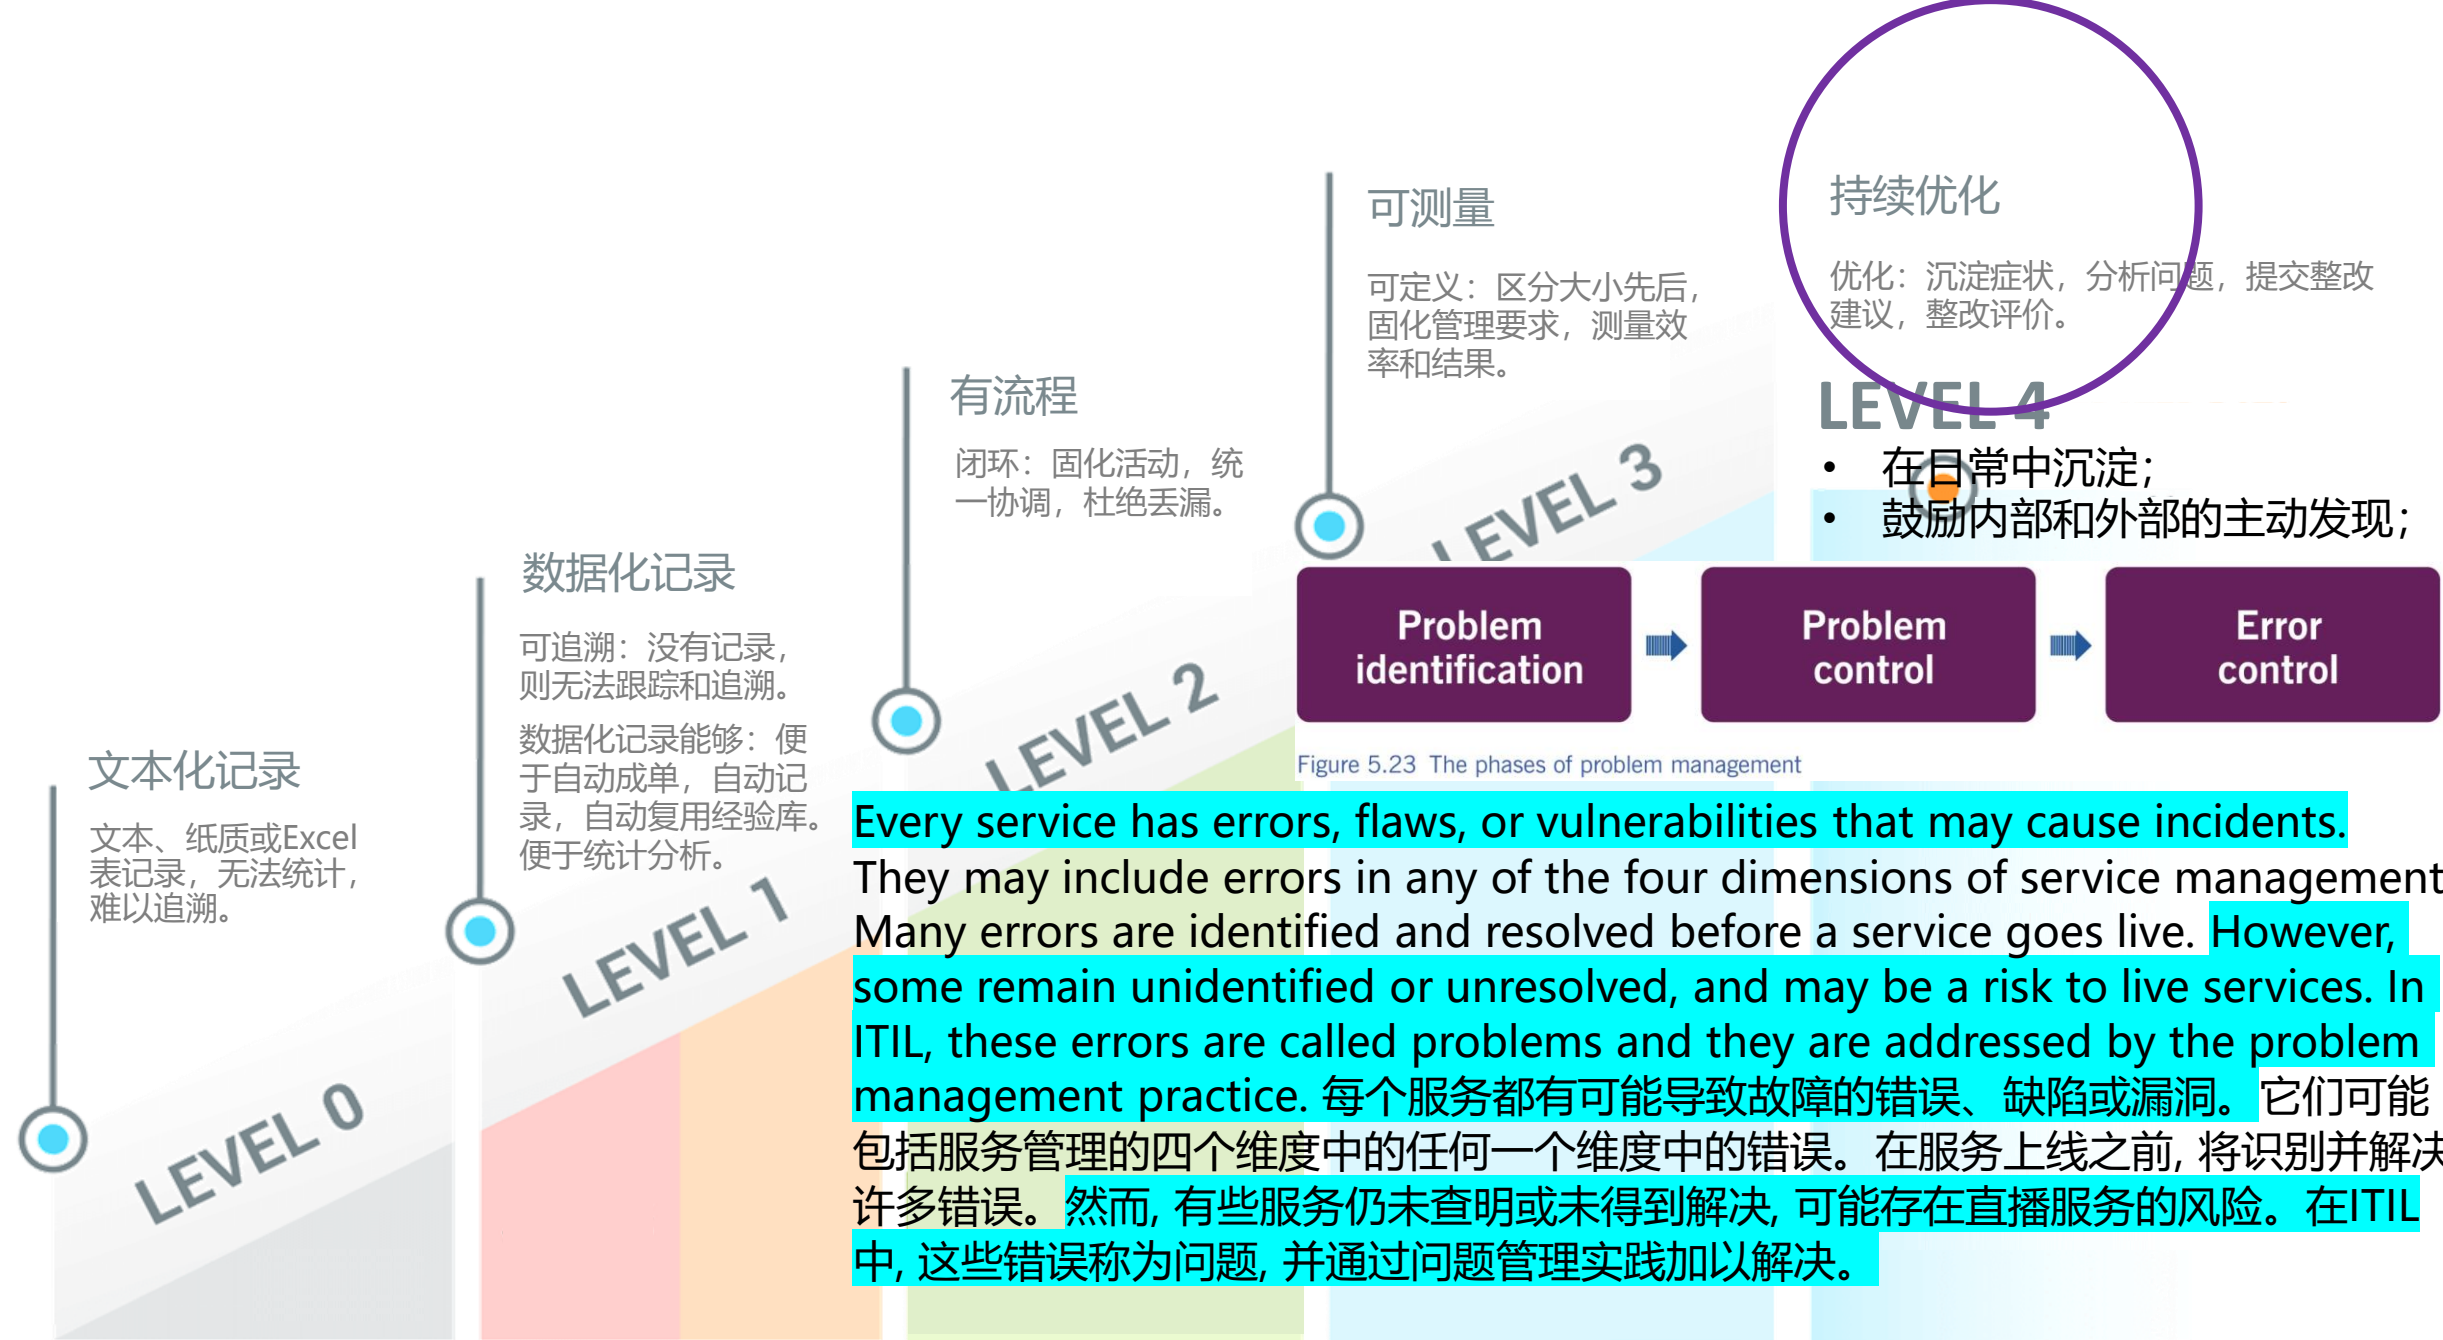 文本化记录
文本、纸质或Excel
表记录，无法统计，
难以追溯。
LEVEL 0
数据化记录
可追溯：没有记录，
则无法跟踪和追溯。
数据化记录能够：便
于自动成单，自动记
录，自动复用经验库。
便于统计分析。
LEVEL 1
有流程
闭环：固化活动，统
一协调，杜绝丢漏。
LEVEL 2
可测量
可定义：区分大小先后，
固化管理要求，测量效
率和结果。
LEVEL 3
持续优化
优化：沉淀症状，分析问题，提交整改
建议，整改评价。
LEVEL 4
• 在日常中沉淀；
• 鼓励内部和外部的主动发现；
Problem
identification
Problem
control
Error
control
Figure 5.23 The phases of problem management
Every service has errors, flaws, or vulnerabilities that may cause incidents.
They may include errors in any of the four dimensions of service management
Many errors are identified and resolved before a service goes live. However,
some remain unidentified or unresolved, and may be a risk to live services. In
ITIL, these errors are called problems and they are addressed by the problem
management practice. 每个服务都有可能导致故障的错误、缺陷或漏洞。它们可能
包括服务管理的四个维度中的任何一个维度中的错误。在服务上线之前, 将识别并解决
许多错误。然而, 有些服务仍未查明或未得到解决, 可能存在直播服务的风险。在ITIL
中, 这些错误称为问题, 并通过问题管理实践加以解决。